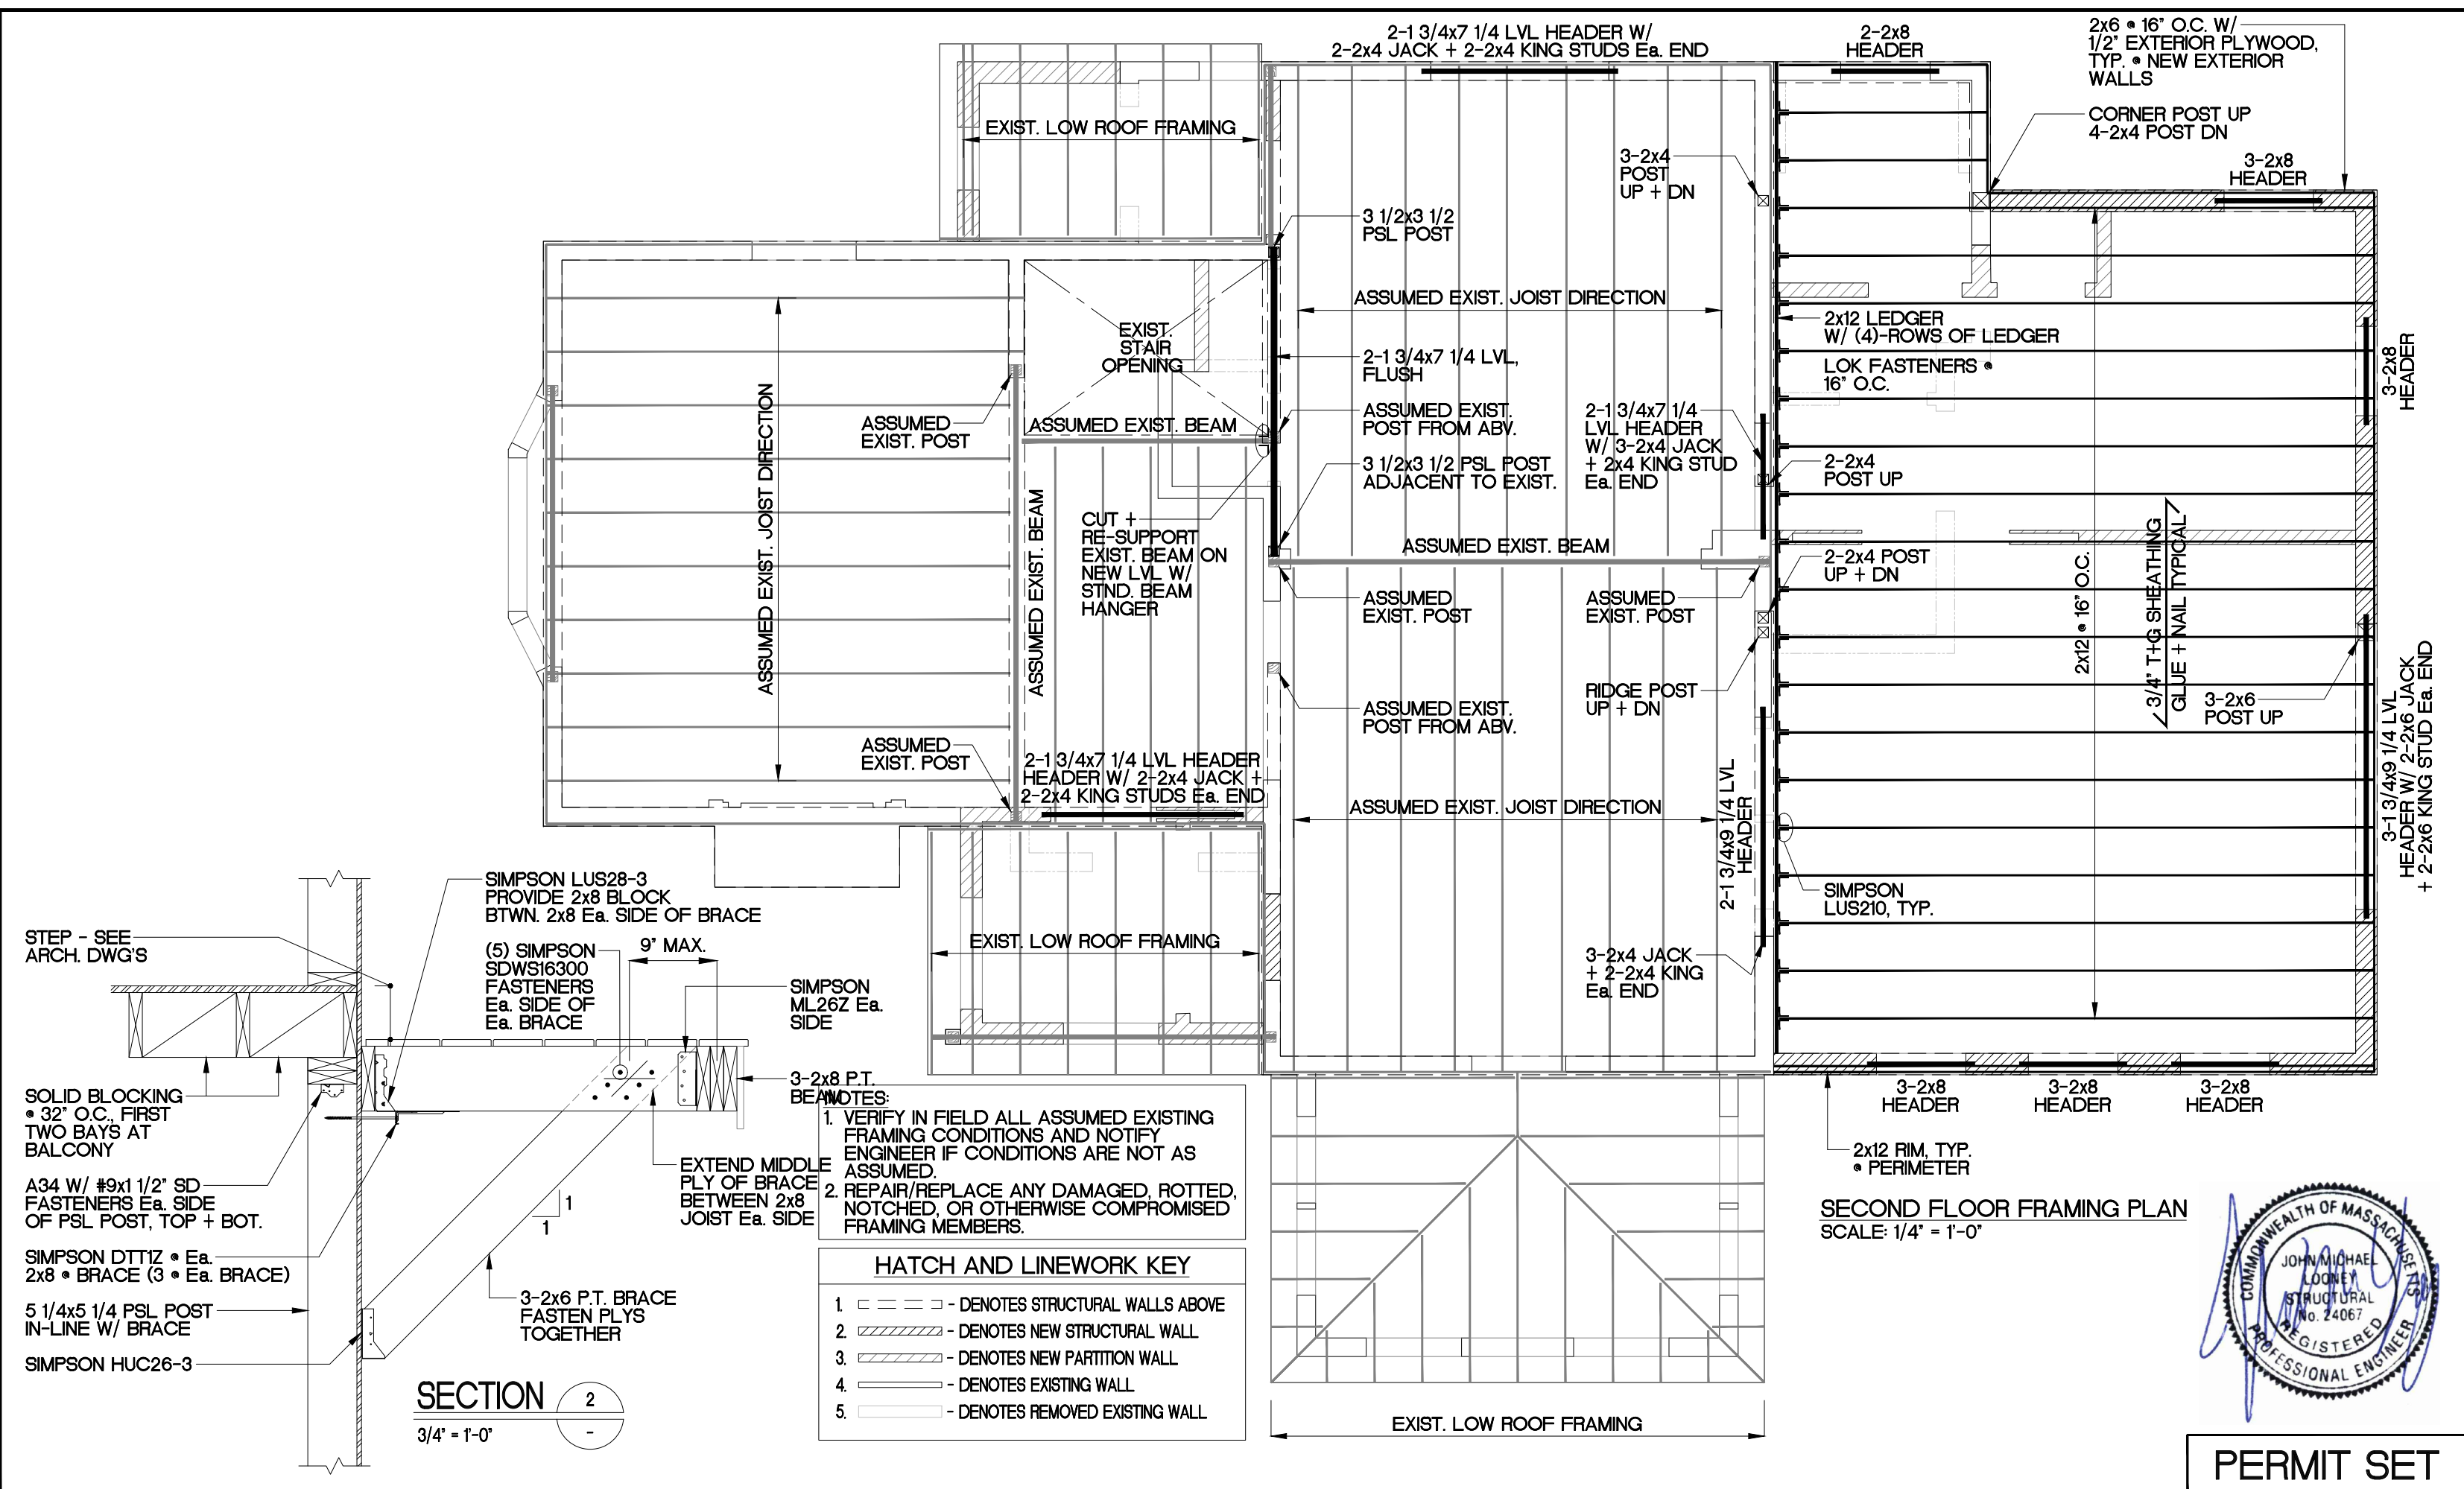 2-1 3/4x7 1/4 LVL HEADER W/
2-2x4 JACK + 2-2x4 KING STUDS Ea. END
2-2x8
HEADER
2x6 @ 16" O.C. W/
1/2" EXTERIOR PLYWOOD,
TYP. @ NEW EXTERIOR
WALLS
CORNER POST UP
4-2x4 POST DN
3-2x8
HEADER
EXIST. LOW ROOF FRAMING
3-2x4
POST
UP + DN
3 1/2x3 1/2
PSL POST
ASSUMED EXIST. JOIST DIRECTION
EXIST.
STAIR
OPENING
2-1 3/4x7 1/4 LVL,
FLUSH
2x12 LEDGER
W/ (4)-ROWS OF LEDGER
LOK FASTENERS @
16" O.C.
3-2x8
HEADER
ASSUMED EXIST. JOIST DIRECTION
ASSUMED
EXIST. POST
ASSUMED EXIST. BEAM
ASSUMED EXIST.
POST FROM ABV.
2-1 3/4x7 1/4
LVL HEADER
W/ 3-2x4 JACK
+ 2x4 KING STUD
Ea. END
3 1/2x3 1/2 PSL POST
ADJACENT TO EXIST.
2-2x4
POST UP
ASSUMED EXIST. BEAM
CUT +
RE-SUPPORT
EXIST. BEAM ON
NEW LVL W/
STND. BEAM
HANGER
ASSUMED EXIST. BEAM
2-2x4 POST
UP + DN
ASSUMED
EXIST. POST
ASSUMED
EXIST. POST
2x12 @ 16" O.C.
3/4" T+G SHEATHING
GLUE + NAIL TYPICAL
RIDGE POST
UP + DN
ASSUMED EXIST.
POST FROM ABV.
3-2x6
POST UP
3-1 3/4x9 1/4 LVL
HEADER W/ 2-2x6 JACK
+ 2-2x6 KING STUD Ea. END
ASSUMED
EXIST. POST
2-1 3/4x7 1/4 LVL HEADER
HEADER W/ 2-2x4 JACK +
2-2x4 KING STUDS Ea. END
ASSUMED EXIST. JOIST DIRECTION
2-1 3/4x9 1/4 LVL
HEADER
SIMPSON
LUS210, TYP.
EXIST. LOW ROOF FRAMING
3-2x4 JACK
+ 2-2x4 KING
Ea. END
3-2x8
HEADER
3-2x8
HEADER
3-2x8
HEADER
2x12 RIM, TYP.
@ PERIMETER
SECOND FLOOR FRAMING PLAN
SCALE: 1/4" = 1'-0"
STEP - SEE
ARCH. DWG'S
SIMPSON LUS28-3
PROVIDE 2x8 BLOCK
BTWN. 2x8 Ea. SIDE OF BRACE
(5) SIMPSON
SDWS16300
FASTENERS
Ea. SIDE OF
Ea. BRACE
9" MAX.
SIMPSON
ML26Z Ea.
SIDE
SOLID BLOCKING
@ 32" O.C., FIRST
TWO BAYS AT
BALCONY
3-2x8 P.T.
BEAM
A34 W/ #9x1 1/2" SD
FASTENERS Ea. SIDE
OF PSL POST, TOP + BOT.
EXTEND MIDDLE
PLY OF BRACE
BETWEEN 2x8
JOIST Ea. SIDE
1
1
SIMPSON DTT1Z @ Ea.
2x8 @ BRACE (3 @ Ea. BRACE)
5 1/4x5 1/4 PSL POST
IN-LINE W/ BRACE
3-2x6 P.T. BRACE
FASTEN PLYS
TOGETHER
SIMPSON HUC26-3
SECTION 2
3/4" = 1'-0" -
NOTES:
1. VERIFY IN FIELD ALL ASSUMED EXISTING
FRAMING CONDITIONS AND NOTIFY
ENGINEER IF CONDITIONS ARE NOT AS
ASSUMED.
2. REPAIR/REPLACE ANY DAMAGED, ROTTED,
NOTCHED, OR OTHERWISE COMPROMISED
FRAMING MEMBERS.
HATCH AND LINEWORK KEY
1. - DENOTES STRUCTURAL WALLS ABOVE
2. - DENOTES NEW STRUCTURAL WALL
3. - DENOTES NEW PARTITION WALL
4. - DENOTES EXISTING WALL
5. - DENOTES REMOVED EXISTING WALL
EXIST. LOW ROOF FRAMING
COMMONWEALTH OF MASSACHUSETTS
JOHN MICHAEL
LOONEY
STRUCTURAL
No. 24067
REGISTERED
PROFESSIONAL ENGINEER
PERMIT SET